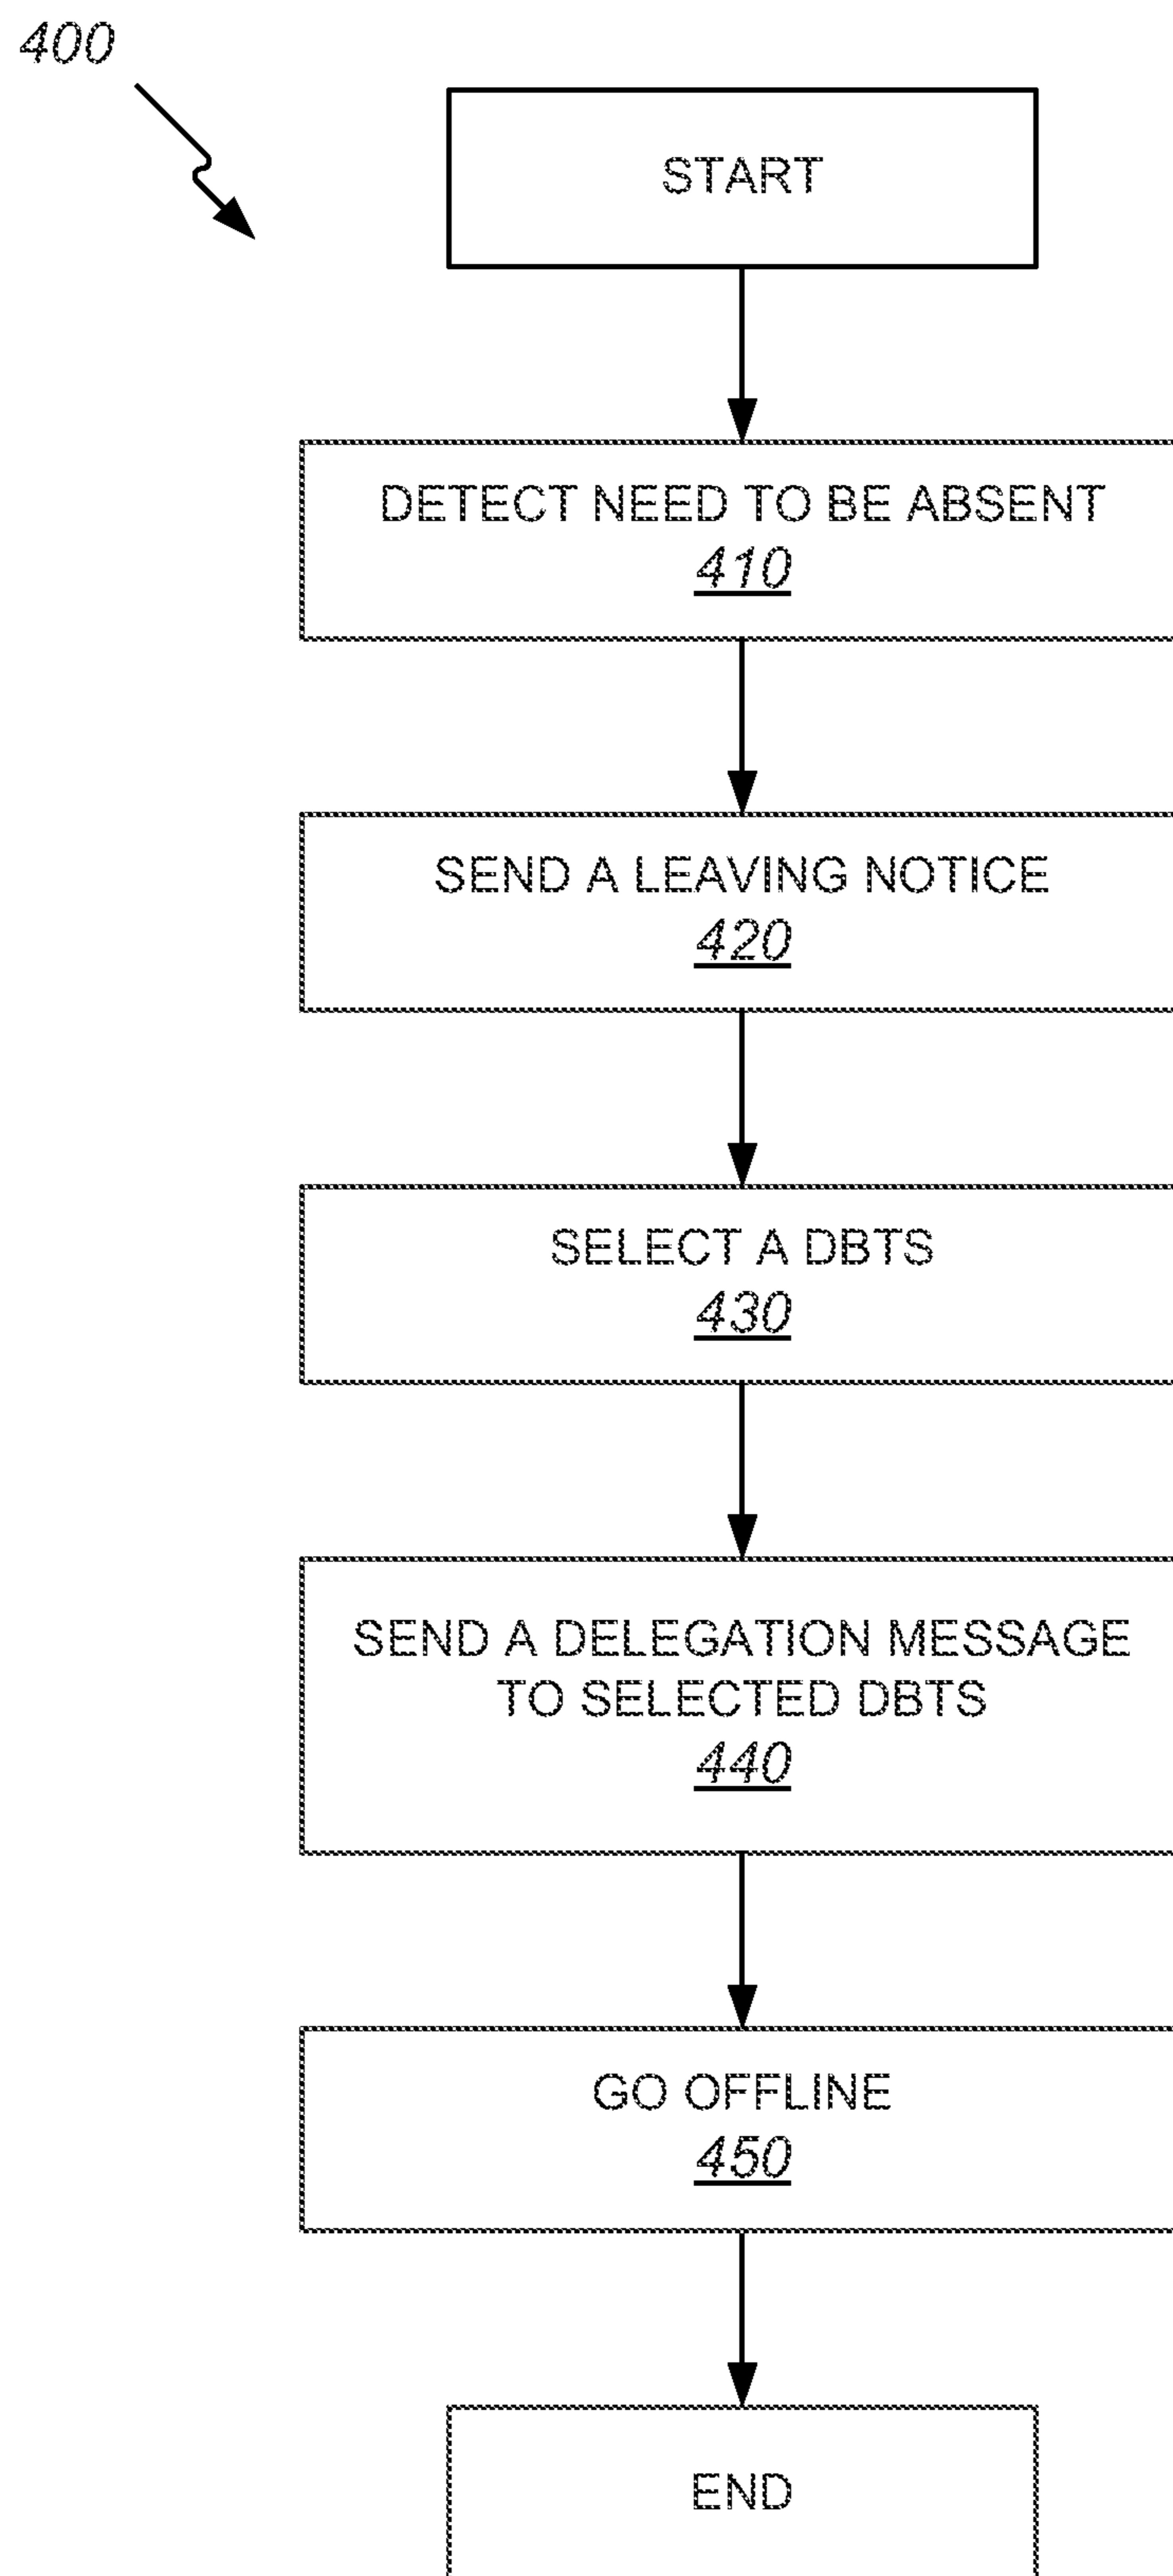 400
START
DETECT NEED TO BE ABSENT
410
SEND A LEAVING NOTICE
420
SELECT A DBTS
430
SEND A DELEGATION MESSAGE
TO SELECTED DBTS
440
GO OFFLINE
450
END